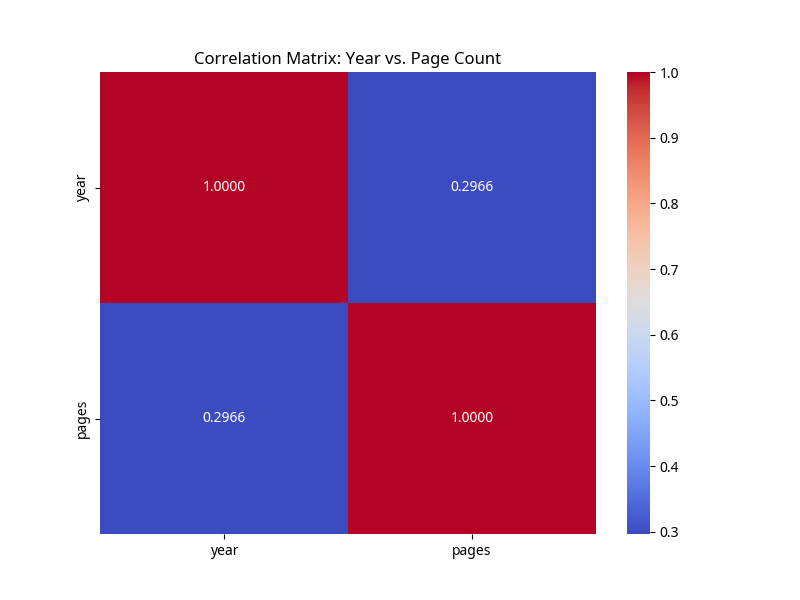 Correlation Matrix: Year vs. Page Count
year
1.0000
0.2966
pages
0.2966
1.0000
year
pages
1.0
0.9
0.8
0.7
0.6
0.5
0.4
0.3